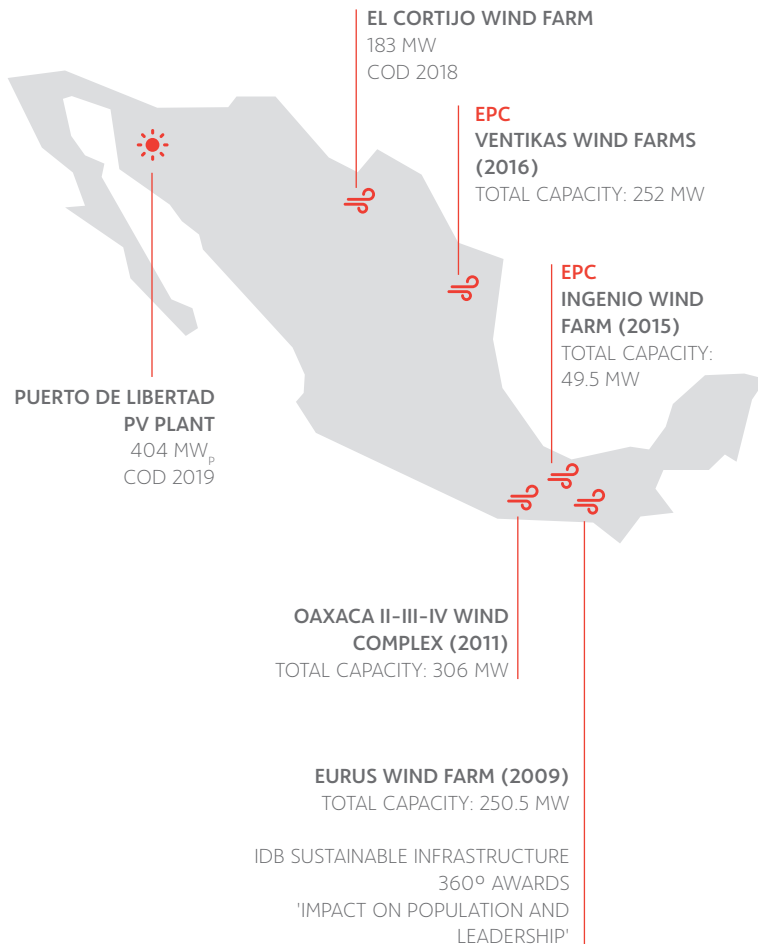 EL CORTIJO WIND FARM
183 MW
COD 2018
EPC
VENTIKAS WIND FARMS
(2016)
TOTAL CAPACITY: 252 MW
EPC
INGENIO WIND
FARM (2015)
TOTAL CAPACITY:
49.5 MW
PUERTO DE LIBERTAD
PV PLANT
404 MWP
COD 2019
OAXACA II-III-IV WIND
COMPLEX (2011)
TOTAL CAPACITY: 306 MW
EURUS WIND FARM (2009)
TOTAL CAPACITY: 250.5 MW
IDB SUSTAINABLE INFRASTRUCTURE
360º AWARDS
'IMPACT ON POPULATION AND
LEADERSHIP'